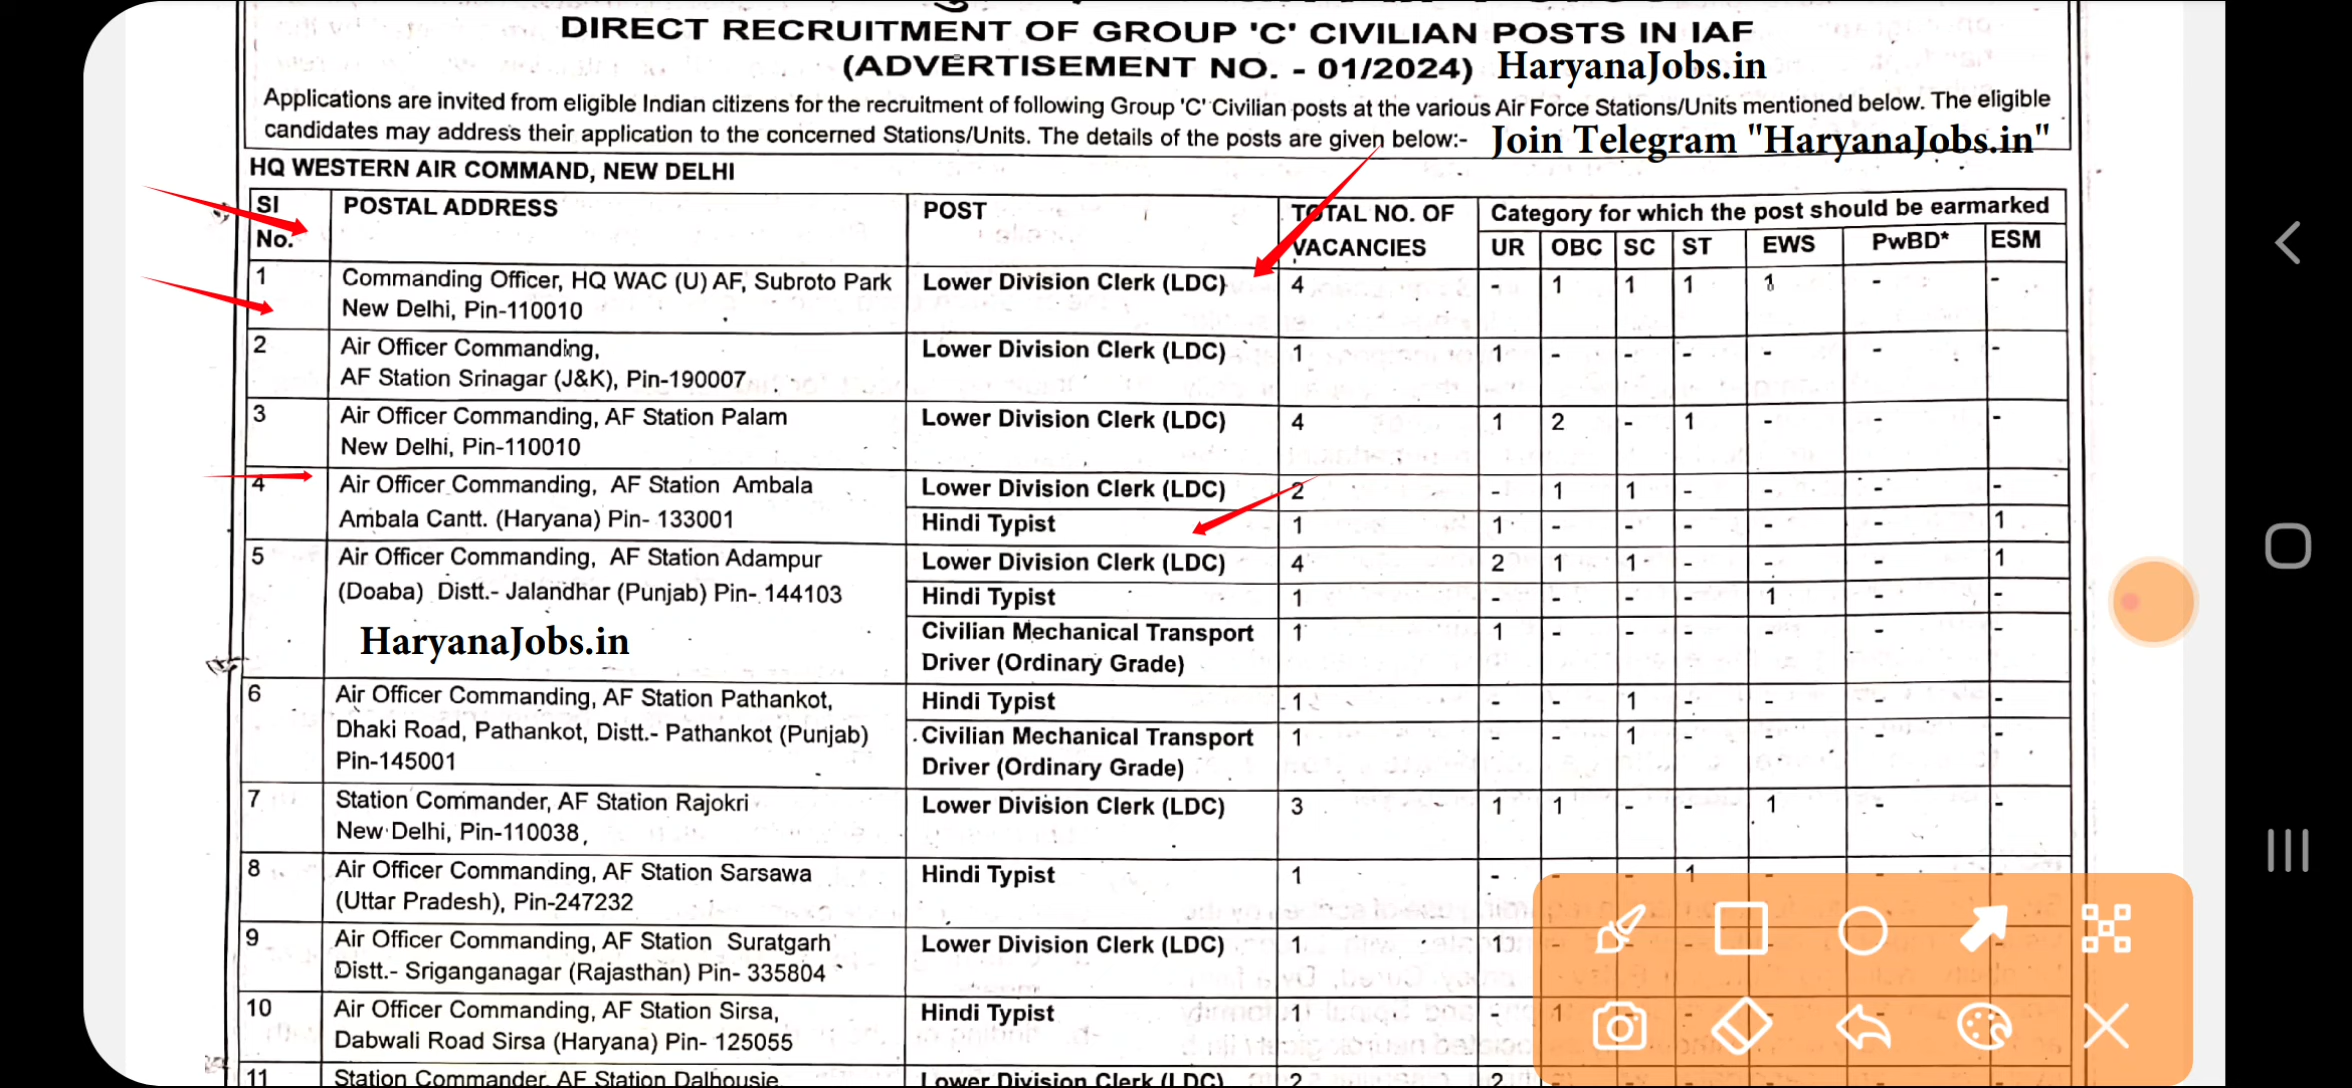 DIRECT RECRUITMENT OF GROUP 'C' CIVILIAN POSTS IN IAF
(ADVERTISEMENT NO. - 01/2024) HaryanaJobs.in
Applications are invited from eligible Indian citizens for the recruitment of following Group 'C' Civilian posts at the various Air Force Stations/Units mentioned below. The eligible
candidates may address their application to the concerned Stations/Units. The details of the posts are given below:- Join Telegram "HaryanaJobs.in"
HQ WESTERN AIR COMMAND, NEW DELHI
SI No. POSTAL ADDRESS POST TOTAL NO. OF VACANCIES Category for which the post should be earmarked
UR OBC SC ST EWS PwBD* ESM
1 Commanding Officer, HQ WAC (U) AF, Subroto Park Lower Division Clerk (LDC) 4 - 1 1 1 1 - -
New Delhi, Pin-110010
2 Air Officer Commanding, Lower Division Clerk (LDC) 1 1 - - - - - -
AF Station Srinagar (J&K), Pin-190007
3 Air Officer Commanding, AF Station Palam Lower Division Clerk (LDC) 4 1 2 - 1 - - -
New Delhi, Pin-110010
4 Air Officer Commanding, AF Station Ambala Lower Division Clerk (LDC) 2 - 1 1 - - - -
Ambala Cantt. (Haryana) Pin- 133001 Hindi Typist 1 1 - - - - - 1
5 Air Officer Commanding, AF Station Adampur Lower Division Clerk (LDC) 4 2 1 1 - - - 1
(Doaba) Distt.- Jalandhar (Punjab) Pin- 144103 Hindi Typist 1 - - - - 1 - -
HaryanaJobs.in Civilian Mechanical Transport 1 1 - - - - - -
Driver (Ordinary Grade)
6 Air Officer Commanding, AF Station Pathankot, Hindi Typist 1 - - 1 - - - -
Dhaki Road, Pathankot, Distt.- Pathankot (Punjab) Civilian Mechanical Transport 1 - - 1 - - - -
Pin-145001 Driver (Ordinary Grade)
7 Station Commander, AF Station Rajokri Lower Division Clerk (LDC) 3 1 1 - - 1 - -
New Delhi, Pin-110038,
8 Air Officer Commanding, AF Station Sarsawa Hindi Typist 1 - - - 1 - - -
(Uttar Pradesh), Pin-247232
9 Air Officer Commanding, AF Station Suratgarh Lower Division Clerk (LDC) 1 1
Distt.- Sriganganagar (Rajasthan) Pin- 335804
10 Air Officer Commanding, AF Station Sirsa, Hindi Typist 1 - 1 - - - - -
Dabwali Road Sirsa (Haryana) Pin- 125055
11 Station Commander, AF Station Dalhousie Lower Division Clerk (LDC) 2 2